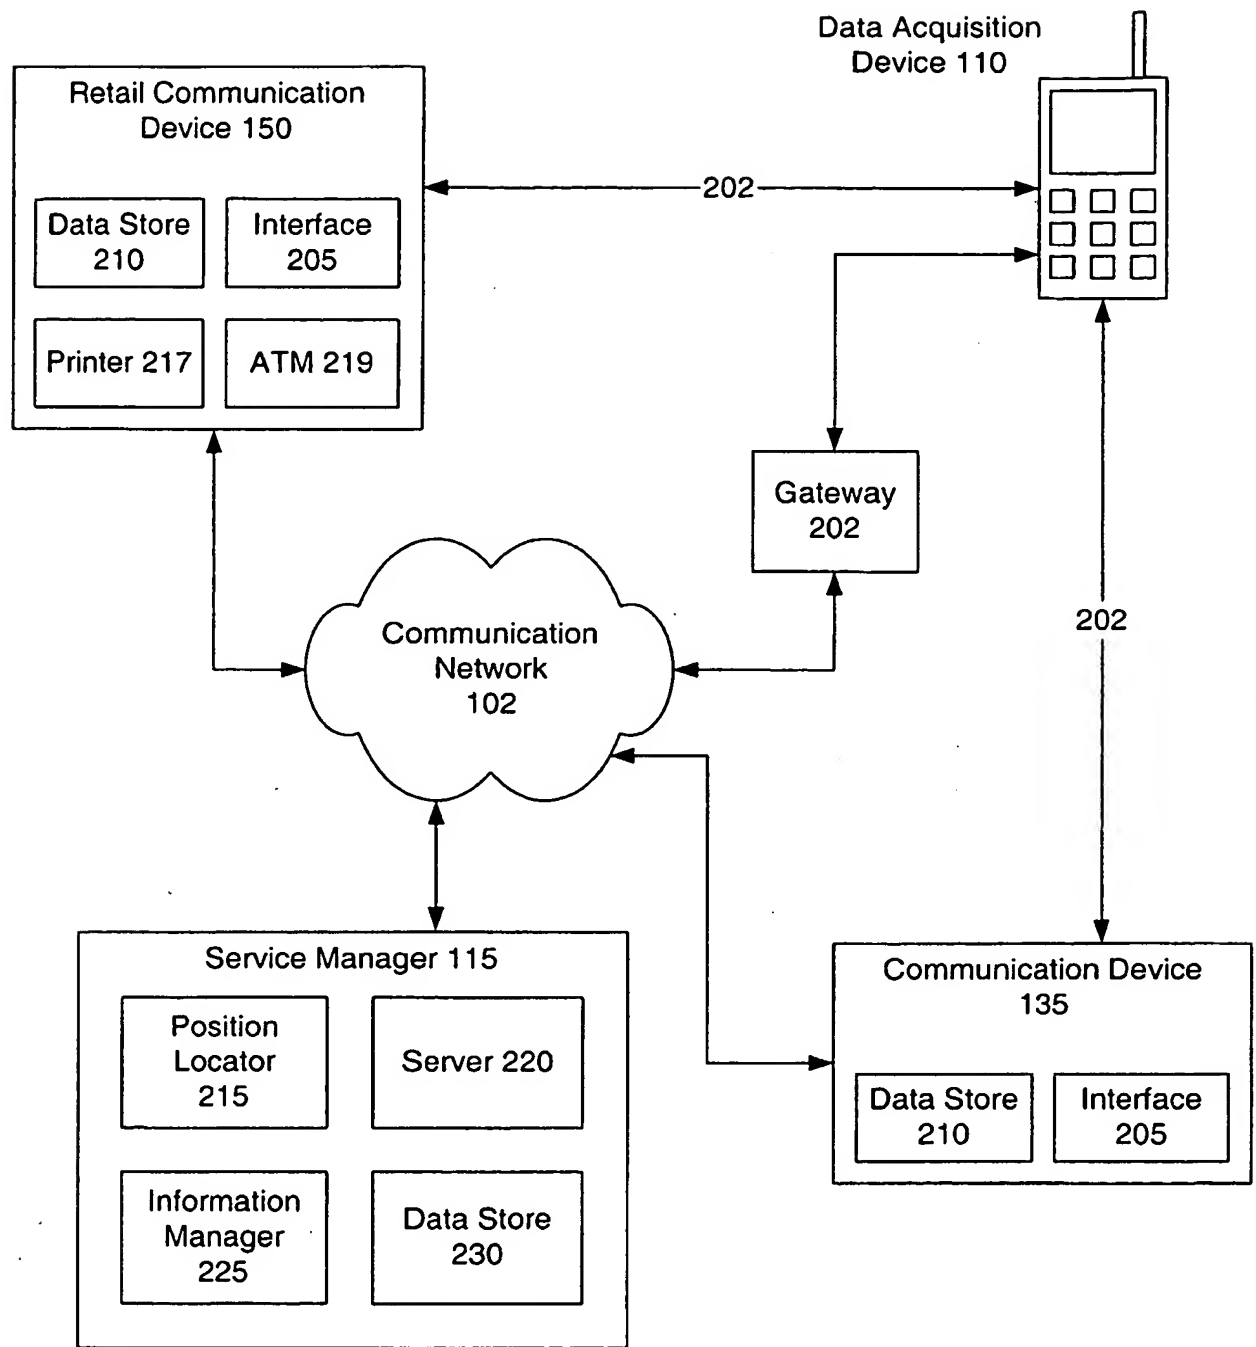 Data Acquisition
Device 110
Retail Communication
Device 150
Data Store
210
Interface
205
Printer 217
ATM 219
202
Gateway
202
Communication
Network
102
202
Service Manager 115
Position
Locator
215
Server 220
Information
Manager
225
Data Store
230
Communication Device
135
Data Store
210
Interface
205